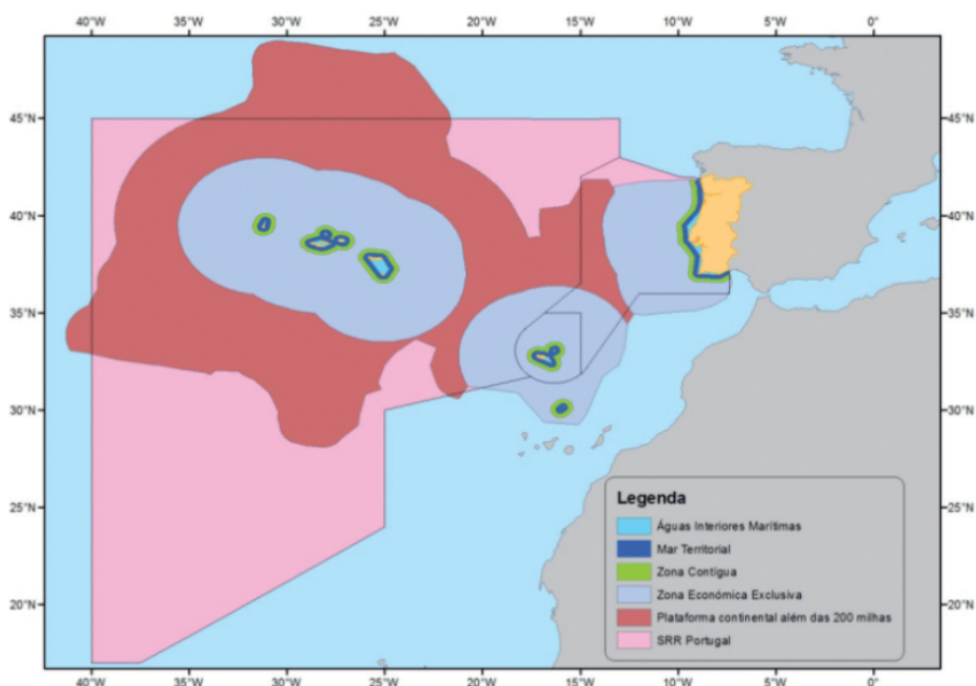 40°W 35°W 30°W 25°W 20°W 15°W 10°W 5°W 0°
45°N 45°N
40°N 40°N
35°N 35°N
30°N 30°N
Legenda
25°N 25°N
Águas Interiores Marítimas
Mar Territorial
Zona Contígua
Zona Económica Exclusiva
20°N 20°N
Plataforma continental além das 200 milhas
SRR Portugal
40°W 35°W 30°W 25°W 20°W 15°W 10°W 5°W 0°